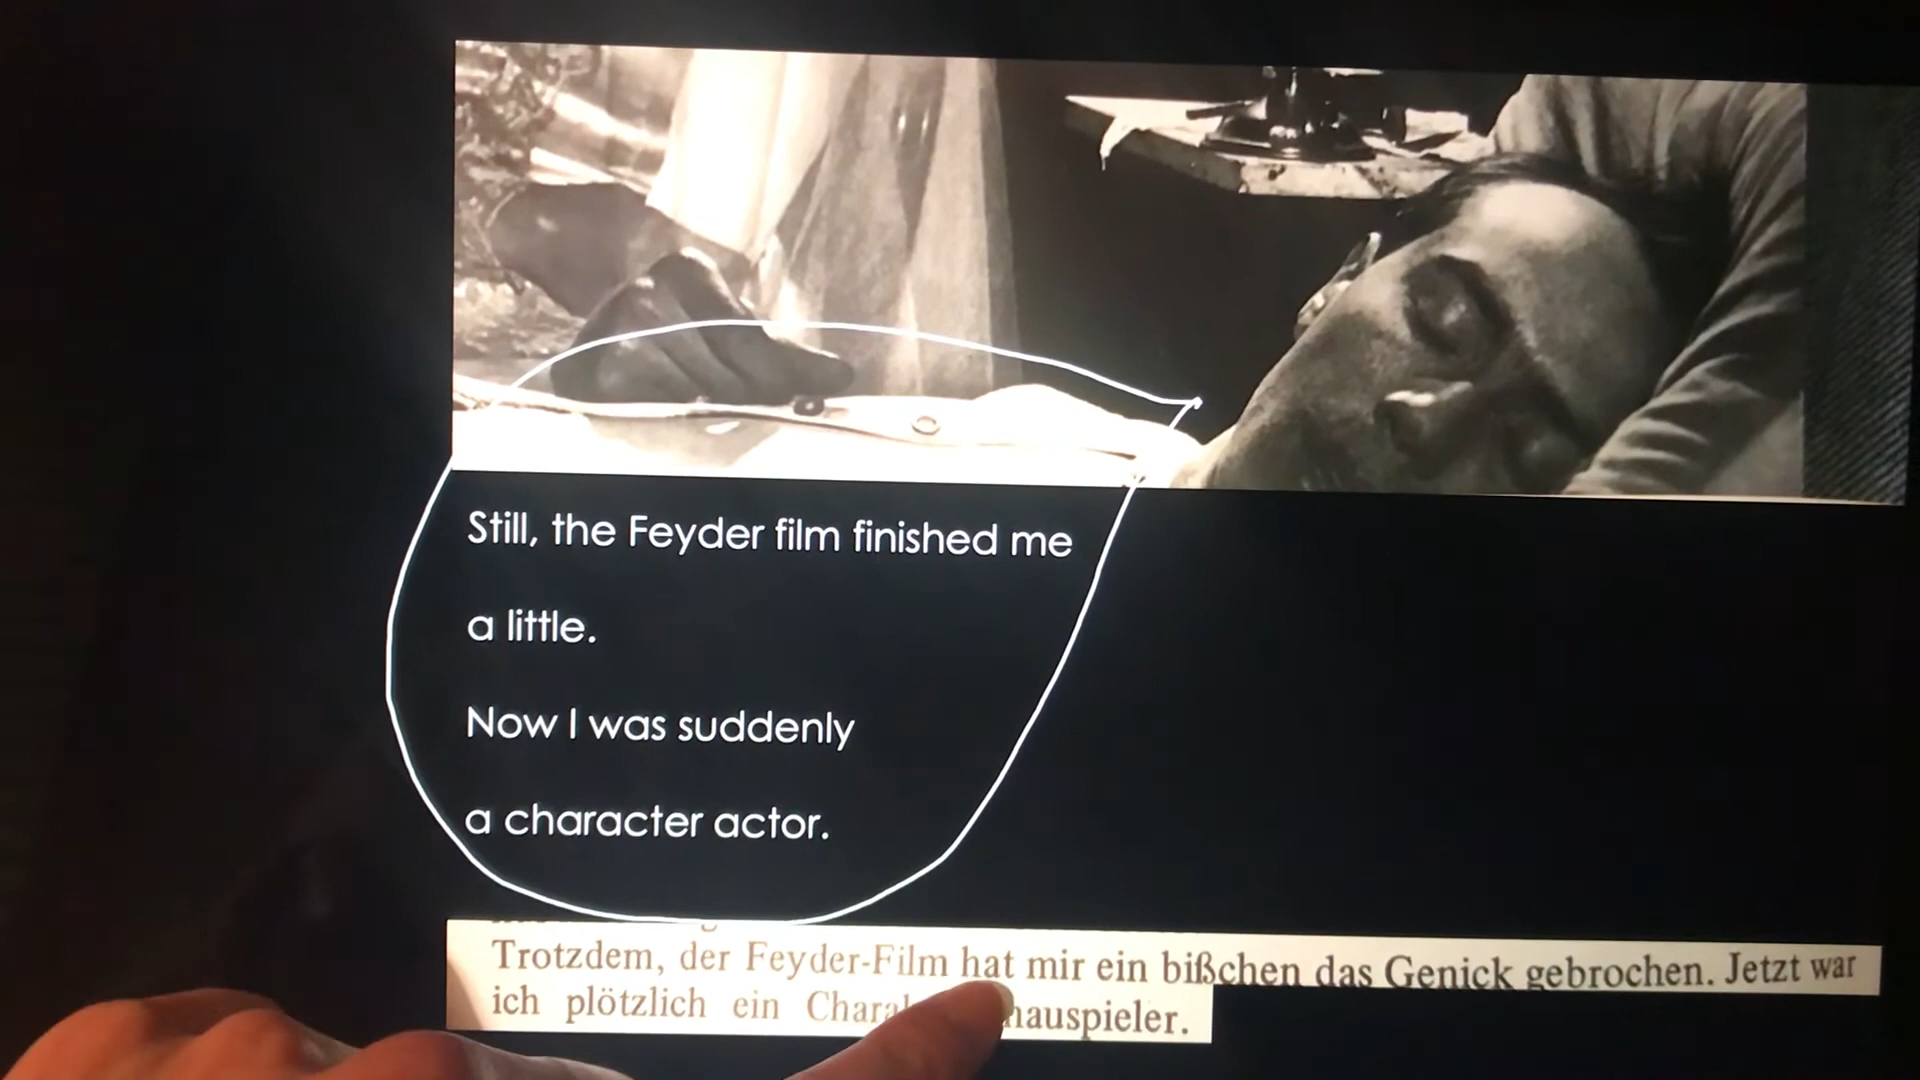 Still, the Feyder film finished me
a little.
Now I was suddenly
a character actor.
Trotzdem, der Feyder-Film hat mir ein bißchen das Genick gebrochen. Jetzt war
ich plötzlich ein